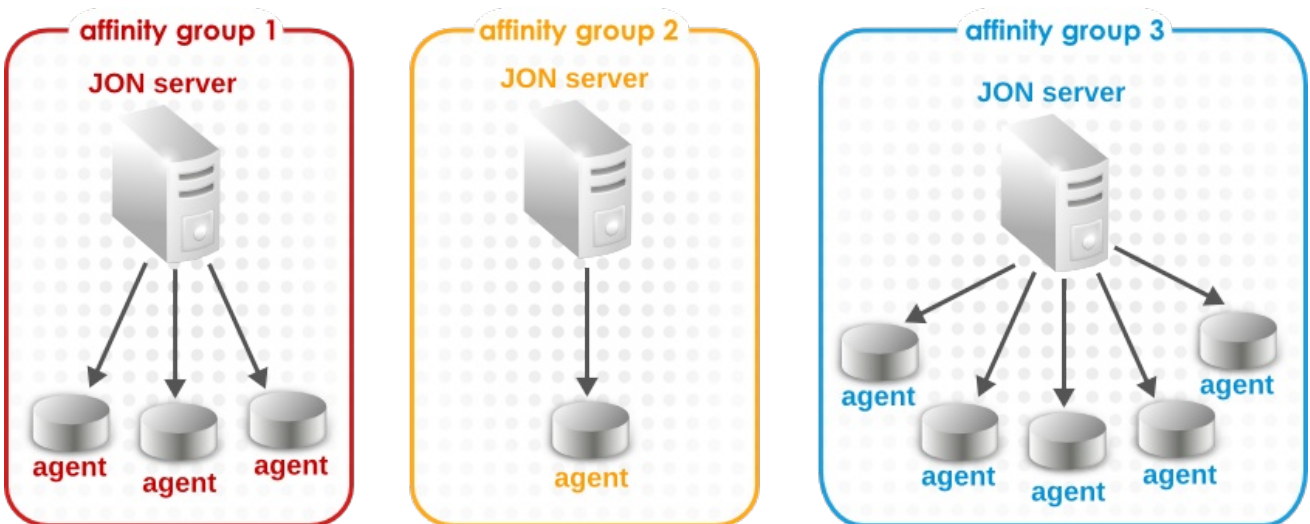 affinity group 1
JON server
agent
agent
agent
affinity group 2
JON server
agent
affinity group 3
JON server
agent
agent
agent
agent
agent